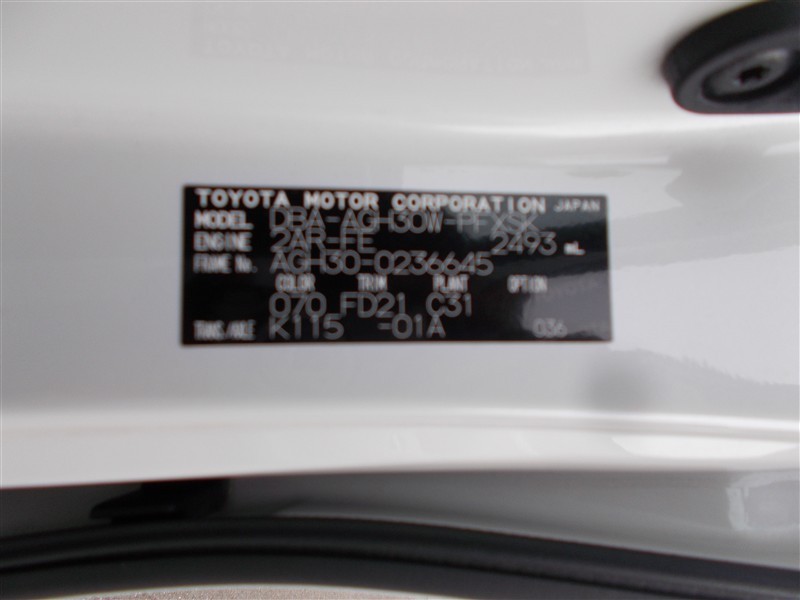 TOYOTA MOTOR CORPORATION JAPAN
MODEL DBA-AGH30W-PFXSK
ENGINE 2AR-FE 2493 mL
FRAME No. AGH30-0236645
COLOR TRIM PLANT OPTION
070 FD21 C31
TRANS./AXLE K115 -01A 036